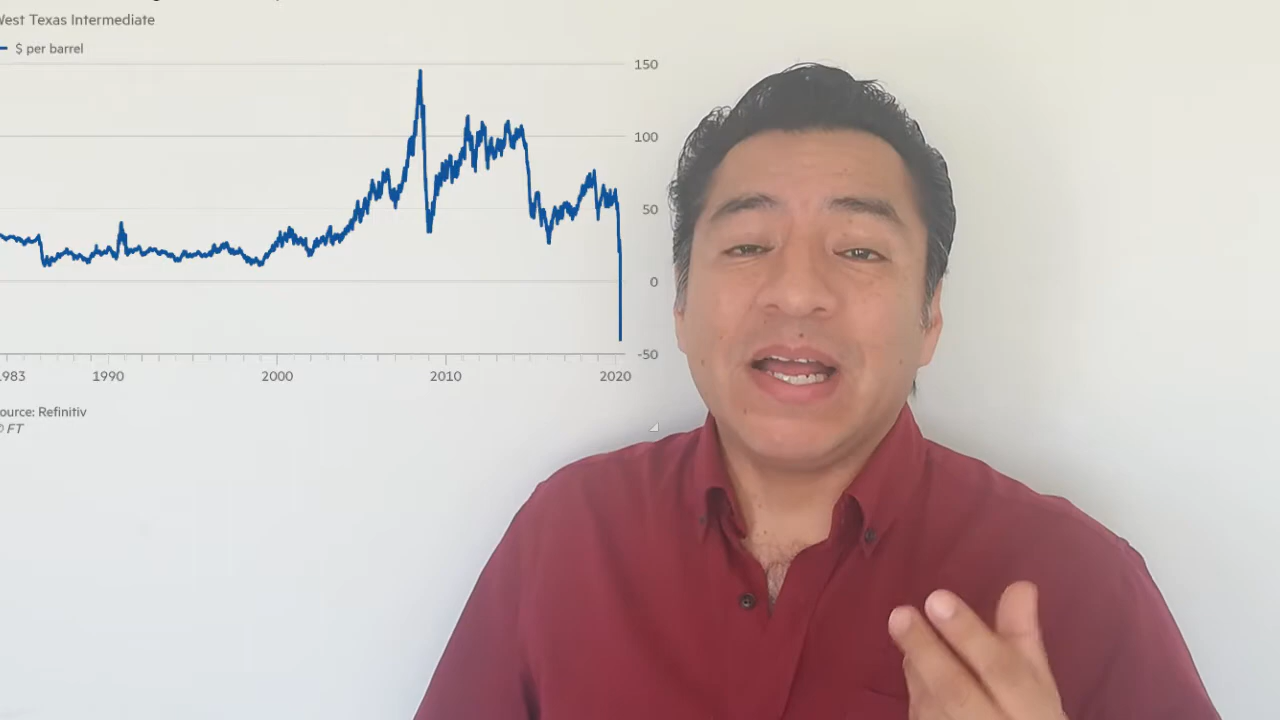 West Texas Intermediate
$ per barrel
150
100
50
0
-50
1983 1990 2000 2010 2020
ource: Refinitiv
© FT